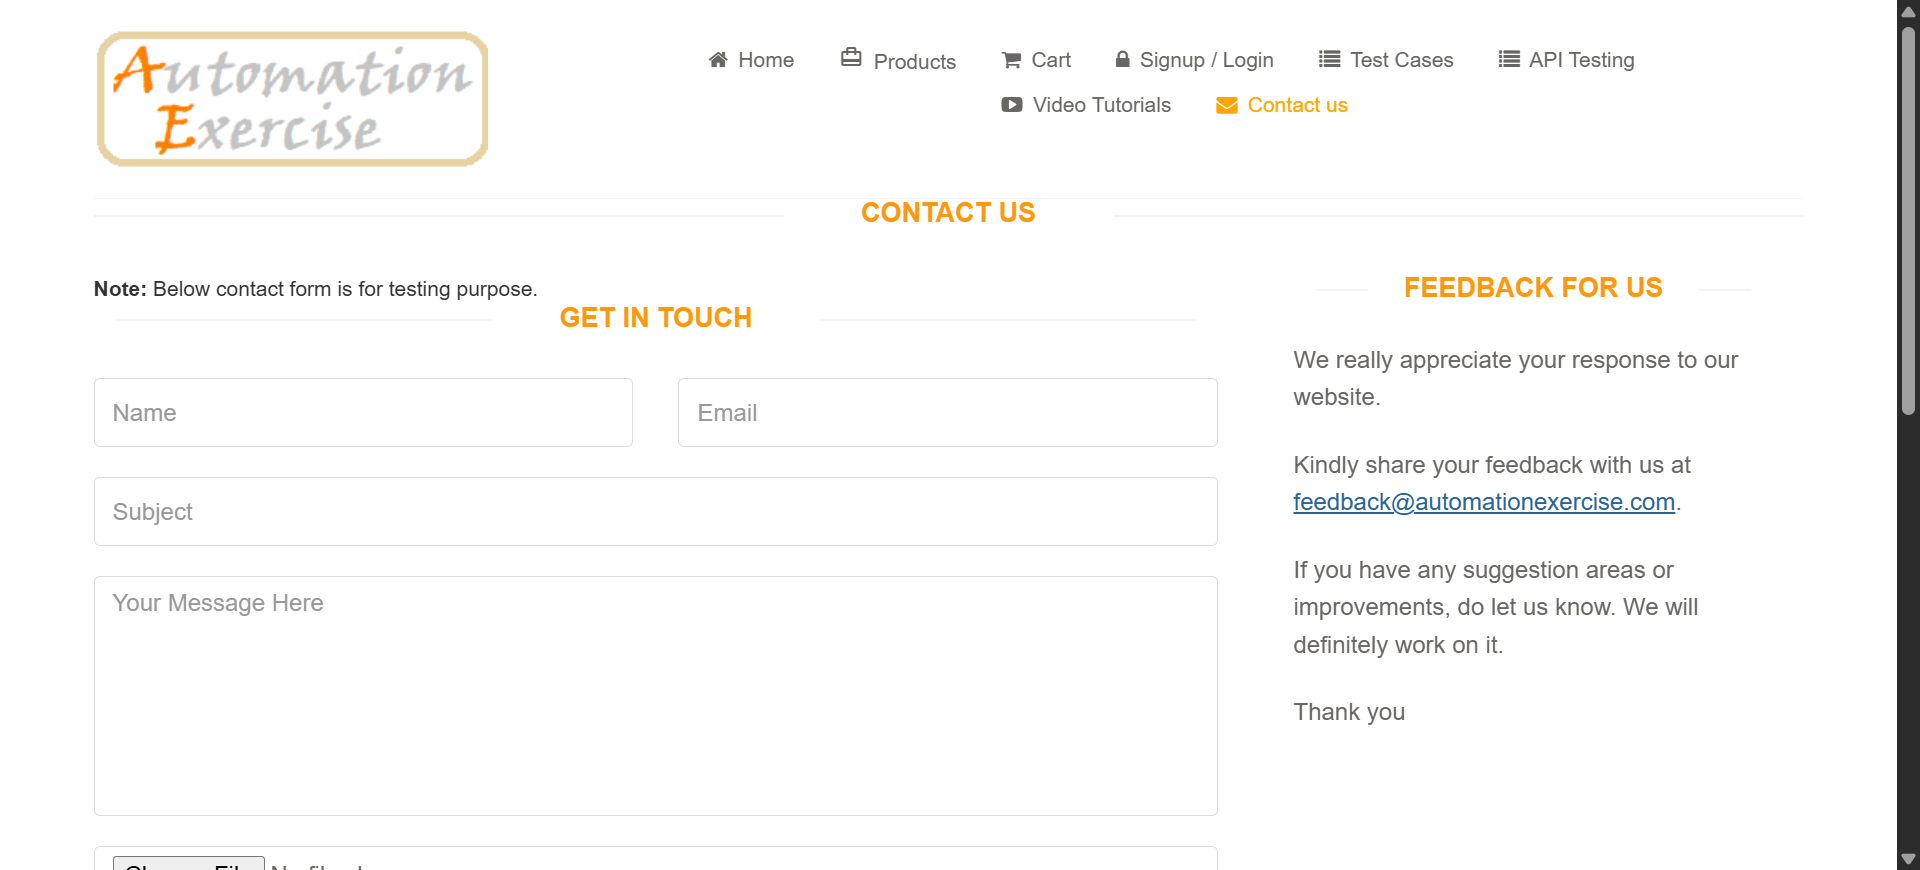 Automation
Exercise
Home
Products
Cart
Signup / Login
Test Cases
API Testing
Video Tutorials
Contact us
CONTACT US
Note: Below contact form is for testing purpose.
GET IN TOUCH
Name
Email
Subject
Your Message Here
FEEDBACK FOR US
We really appreciate your response to our
website.
Kindly share your feedback with us at
feedback@automationexercise.com.
If you have any suggestion areas or
improvements, do let us know. We will
definitely work on it.
Thank you